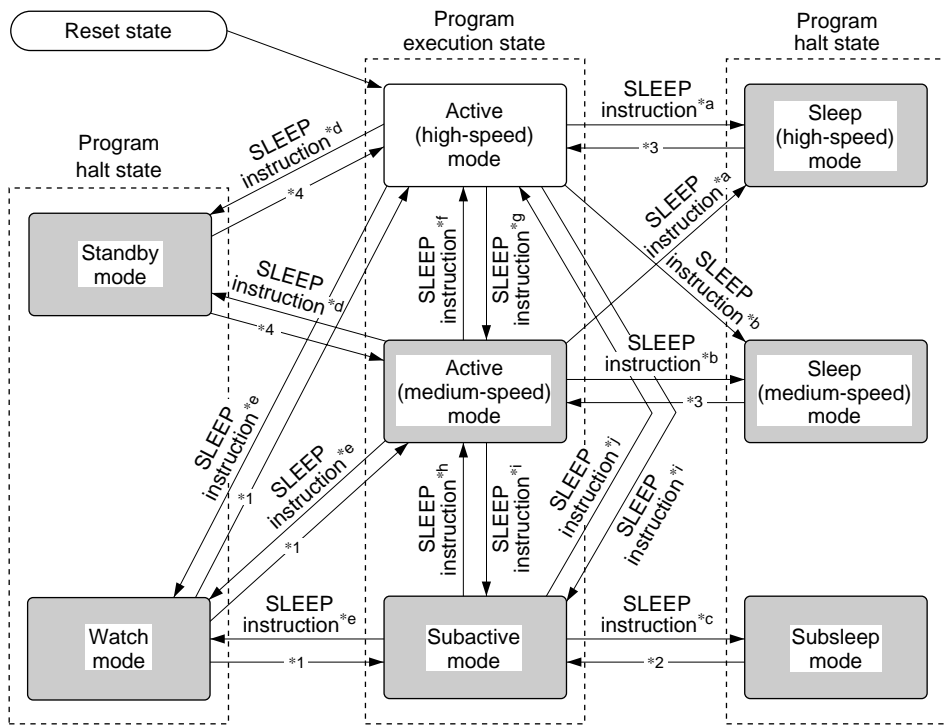 Reset state
Program
execution state
Program
halt state
Program
halt state
Active
(high-speed)
mode
SLEEP
instruction*a
*3
Sleep
(high-speed)
mode
SLEEP
instruction*d
*4
Standby
mode
SLEEP
instruction*d
*4
SLEEP
instruction*f
SLEEP
instruction*g
SLEEP
instruction*a
SLEEP
instruction*b
Active
(medium-speed)
mode
SLEEP
instruction*b
*3
Sleep
(medium-speed)
mode
SLEEP
instruction*e
*1
SLEEP
instruction*e
*1
SLEEP
instruction*h
SLEEP
instruction*i
SLEEP
instruction*j
SLEEP
instruction*i
Watch
mode
SLEEP
instruction*e
*1
Subactive
mode
SLEEP
instruction*c
*2
Subsleep
mode